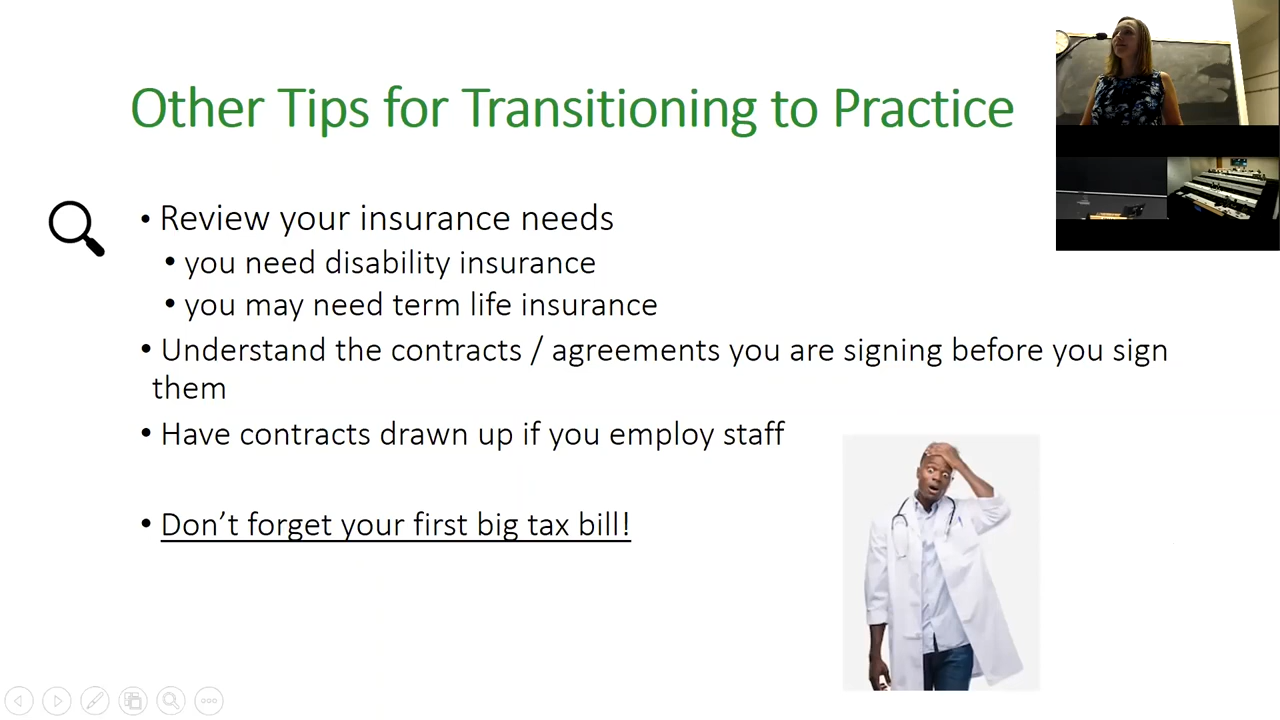 Other Tips for Transitioning to Practice
• Review your insurance needs
• you need disability insurance
• you may need term life insurance
• Understand the contracts / agreements you are signing before you sign
them
• Have contracts drawn up if you employ staff
• Don’t forget your first big tax bill!